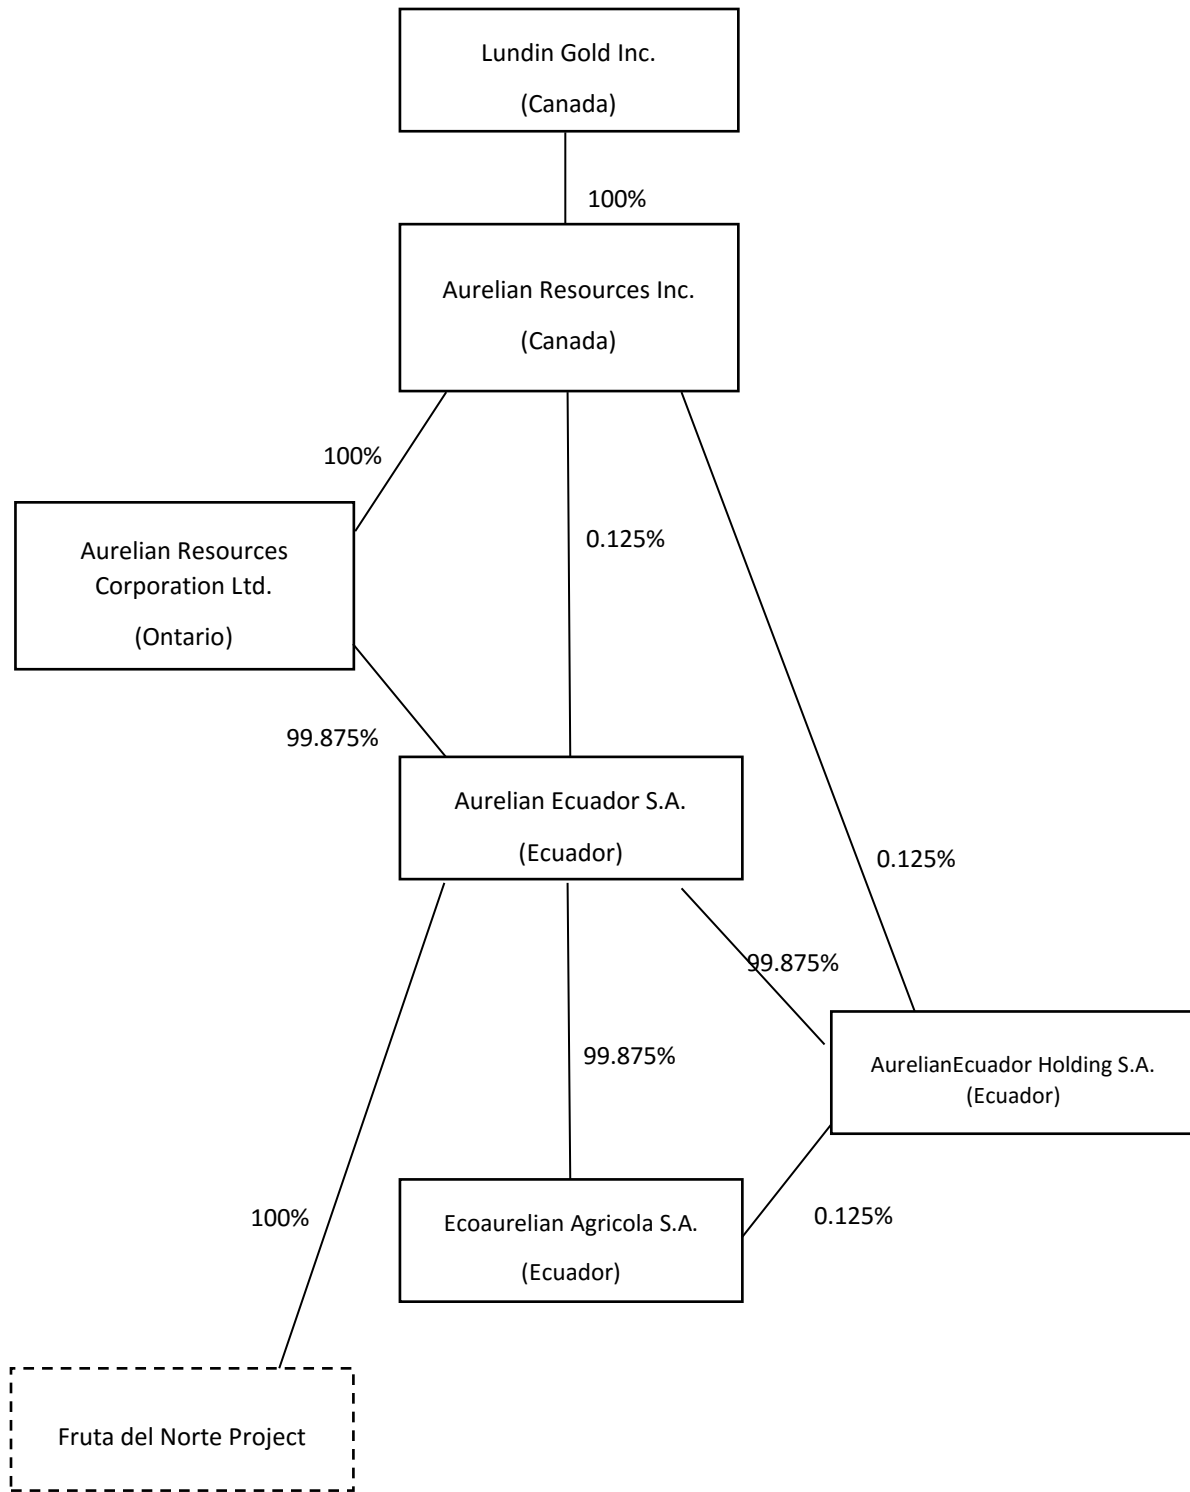 Lundin Gold Inc.
(Canada)
100%
Aurelian Resources Inc.
(Canada)
100%
Aurelian Resources
Corporation Ltd.
(Ontario)
0.125%
99.875%
Aurelian Ecuador S.A.
(Ecuador)
0.125%
99.875%
99.875%
AurelianEcuador Holding S.A.
(Ecuador)
100%
Ecoaurelian Agricola S.A.
(Ecuador)
0.125%
Fruta del Norte Project